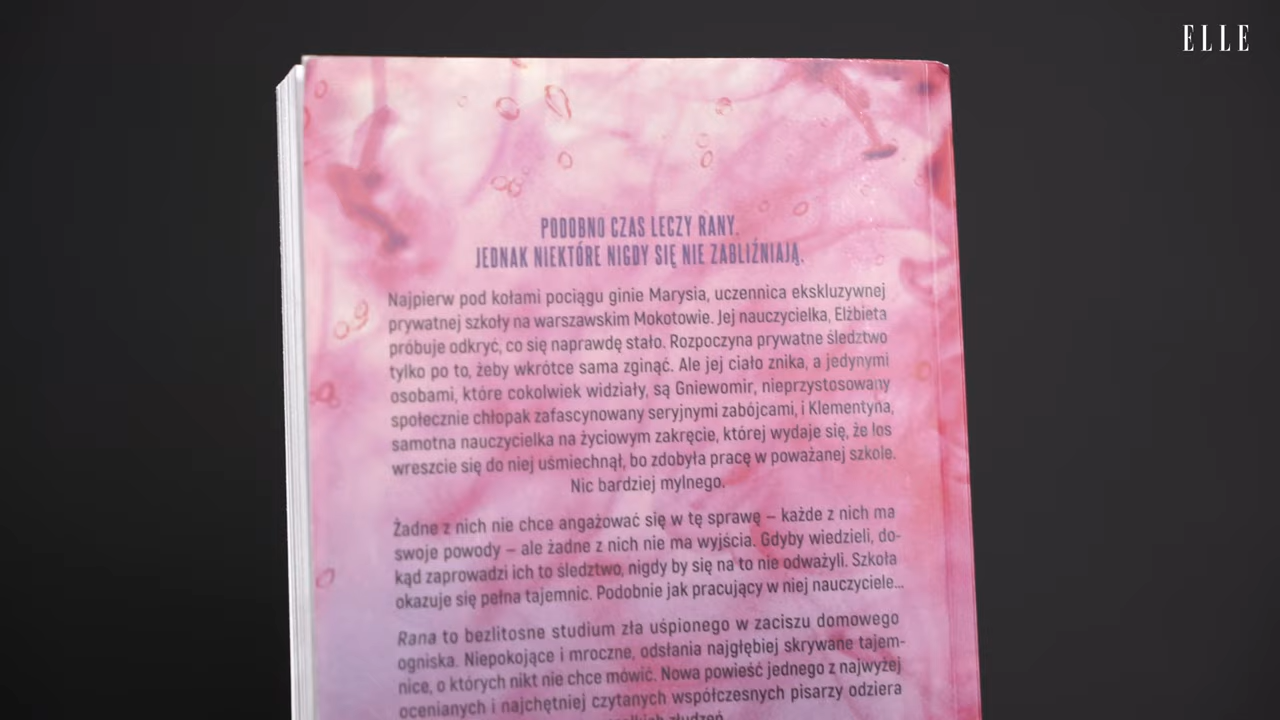 ELLE
PODOBNO CZAS LECZY RANY.
JEDNAK NIEKTÓRE NIGDY SIĘ NIE ZABLIŹNIAJĄ.
Najpierw pod kołami pociągu ginie Marysia, uczennica ekskluzywnej
prywatnej szkoły na warszawskim Mokotowie. Jej nauczycielka, Elżbieta
próbuje odkryć, co się naprawdę stało. Rozpoczyna prywatne śledztwo
tylko po to, żeby wkrótce sama zginąć. Ale jej ciało znika, a jedynymi
osobami, które cokolwiek widziały, są Gniewomir, nieprzystosowany
społecznie chłopak zafascynowany seryjnymi zabójcami, i Klementyna,
samotna nauczycielka na życiowym zakręcie, której wydaje się, że los
wreszcie się do niej uśmiechnął, bo zdobyła pracę w poważanej szkole.
Nic bardziej mylnego.
Żadne z nich nie chce angażować się w tę sprawę – każde z nich ma
swoje powody – ale żadne z nich nie ma wyjścia. Gdyby wiedzieli, do-
kąd zaprowadzi ich to śledztwo, nigdy by się na to nie odważyli. Szkoła
okazuje się pełna tajemnic. Podobnie jak pracujący w niej nauczyciele...
Rana to bezlitosne studium zła uśpionego w zaciszu domowego
ogniska. Niepokojące i mroczne, odsłania najgłębiej skrywane tajem-
nice, o których nikt nie chce mówić. Nowa powieść jednego z najwyżej
ocenianych i najchętniej czytanych współczesnych pisarzy odziera
złudzeń